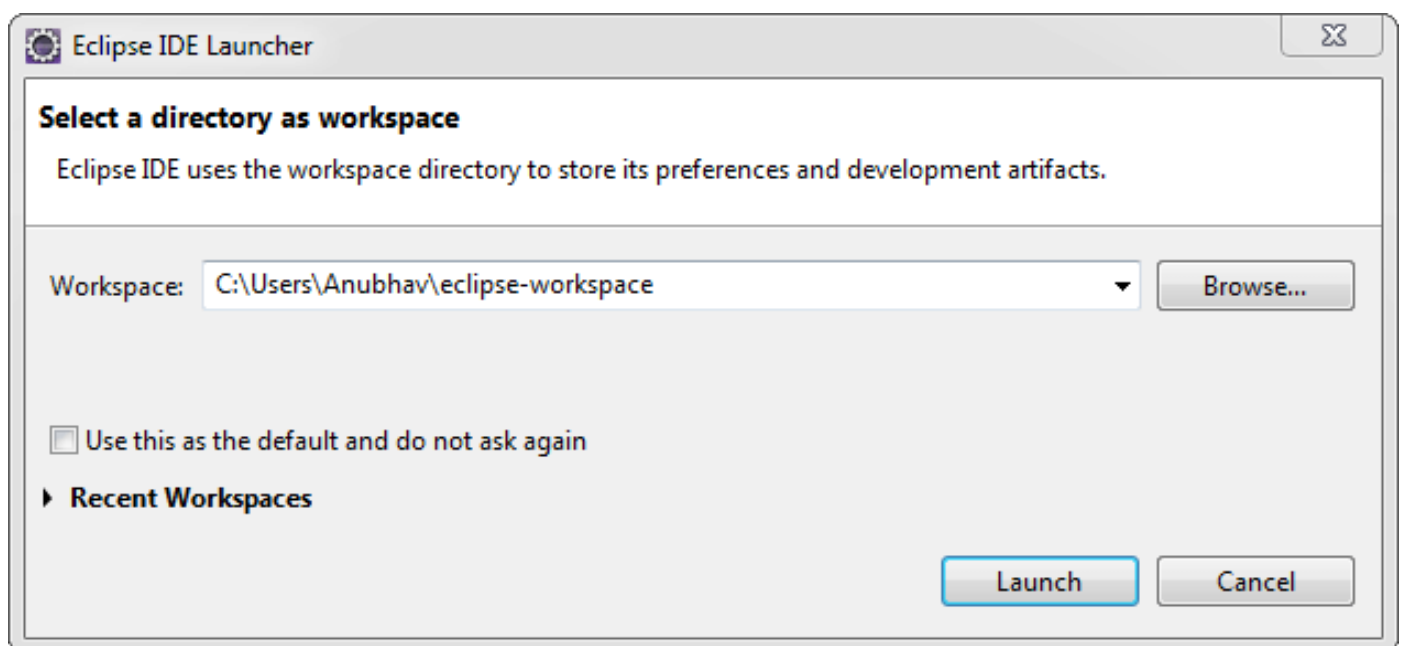 Eclipse IDE Launcher
Select a directory as workspace
Eclipse IDE uses the workspace directory to store its preferences and development artifacts.
Workspace: C:\Users\Anubhav\eclipse-workspace Browse...
Use this as the default and do not ask again
Recent Workspaces
Launch Cancel